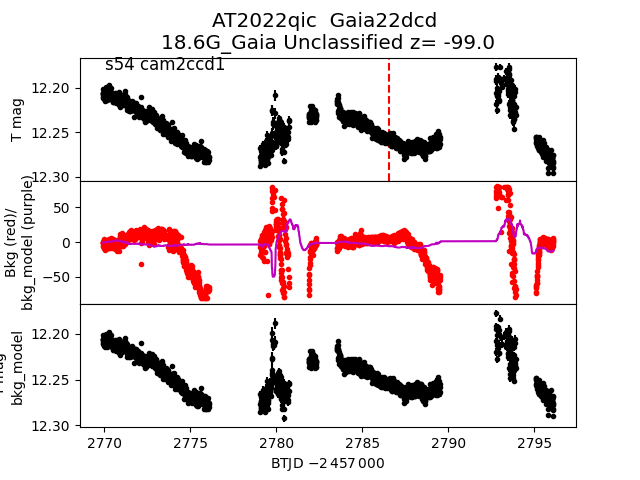 AT2022qic  Gaia22dcd
18.6G_Gaia Unclassified z= -99.0
s54 cam2ccd1
T mag
12.20
12.25
12.30
Bkg (red)/
bkg_model (purple)
50
0
−50
mag
bkg_model
12.20
12.25
12.30
2770
2775
2780
2785
2790
2795
BTJD −2 457 000